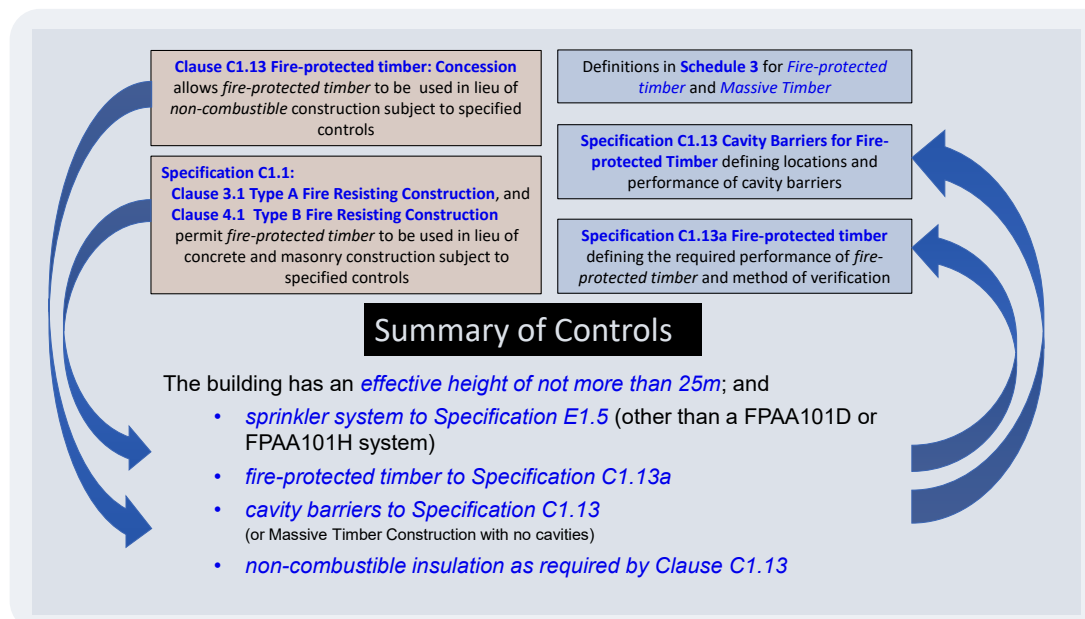 Clause C1.13 Fire-protected timber: Concession
allows fire-protected timber to be  used in lieu of
non-combustible construction subject to specified
controls
Definitions in Schedule 3 for Fire-protected
timber and Massive Timber
Specification C1.1:
Clause 3.1 Type A Fire Resisting Construction, and
Clause 4.1  Type B Fire Resisting Construction
permit fire-protected timber to be used in lieu of
concrete and masonry construction subject to
specified controls
Specification C1.13 Cavity Barriers for Fire-
protected Timber defining locations and
performance of cavity barriers
Specification C1.13a Fire-protected timber
defining the required performance of fire-
protected timber and method of verification
Summary of Controls
The building has an effective height of not more than 25m; and
• sprinkler system to Specification E1.5 (other than a FPAA101D or
FPAA101H system)
• fire-protected timber to Specification C1.13a
• cavity barriers to Specification C1.13
(or Massive Timber Construction with no cavities)
• non-combustible insulation as required by Clause C1.13